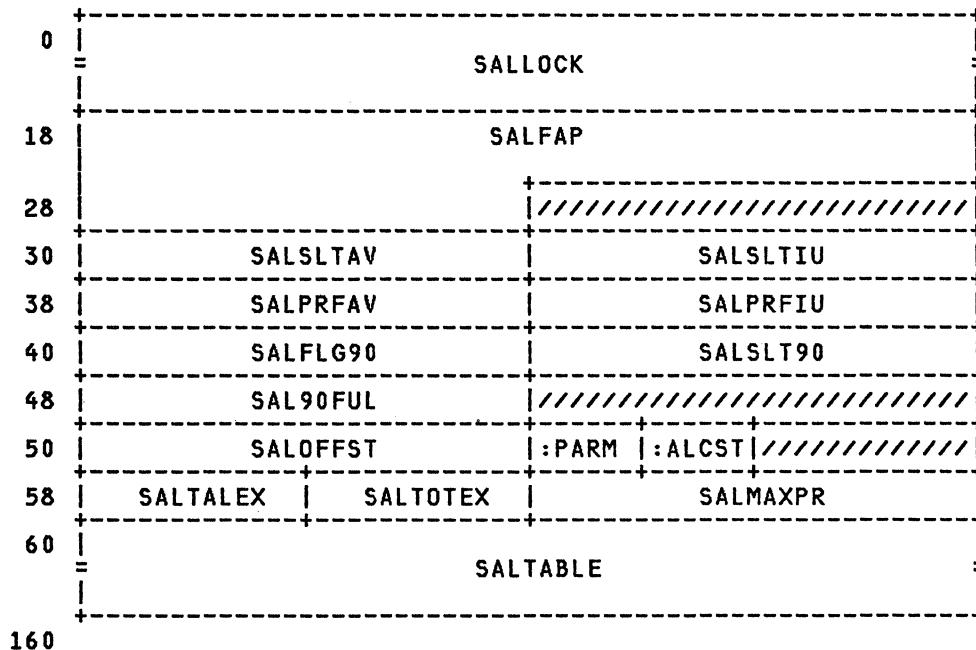 0
SALLOCK
18 SALFAP
28 //////////////////////////
30 SALSLTAV SALSLTIU
38 SALPRFAV SALPRFIU
40 SALFLG90 SALSLT90
48 SAL90FUL //////////////////////////
50 SALOFFST :PARM :ALCST /////////////
58 SALTALEX SALTOTEX SALMAXPR
60
SALTABLE
160